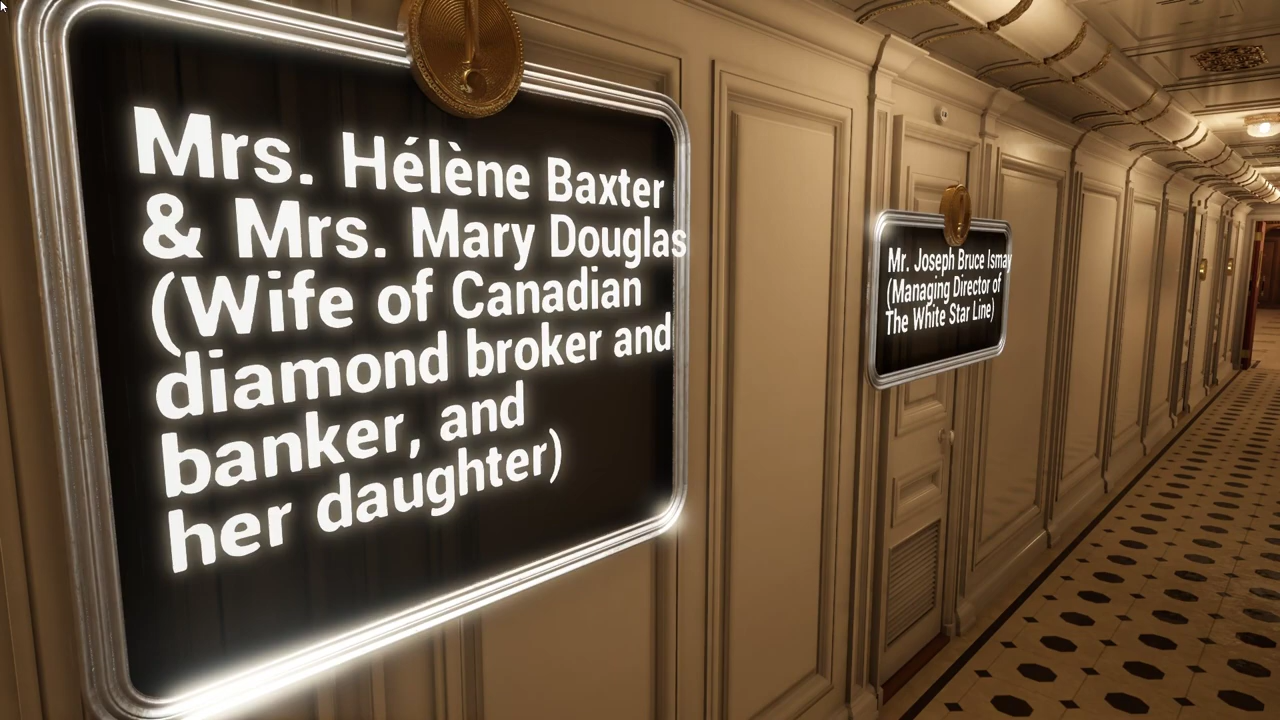 Mrs. Hélène Baxter
& Mrs. Mary Douglas
(Wife of Canadian
diamond broker and
banker, and
her daughter)
Mr. Joseph Bruce Ismay
(Managing Director of
The White Star Line)